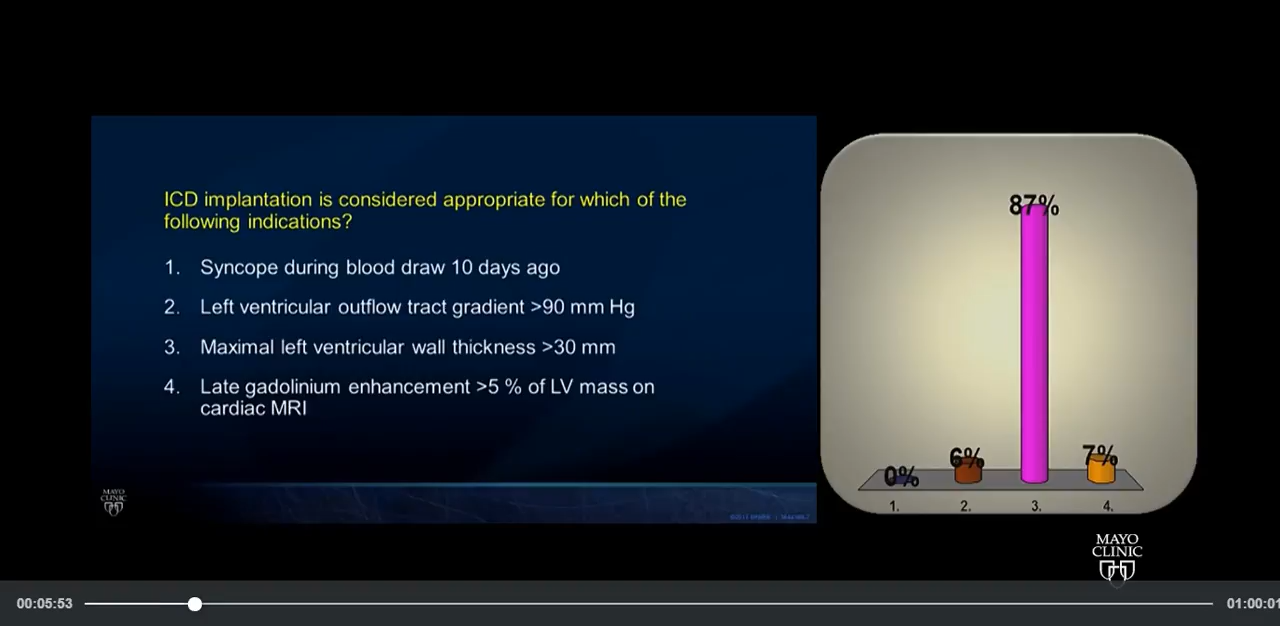 ICD implantation is considered appropriate for which of the
following indications?
1. Syncope during blood draw 10 days ago
2. Left ventricular outflow tract gradient >90 mm Hg
3. Maximal left ventricular wall thickness >30 mm
4. Late gadolinium enhancement >5 % of LV mass on
cardiac MRI
MAYO
CLINIC
0%
6%
87%
7%
1.
2.
3.
4.
MAYO
CLINIC
00:05:53
01:00:01